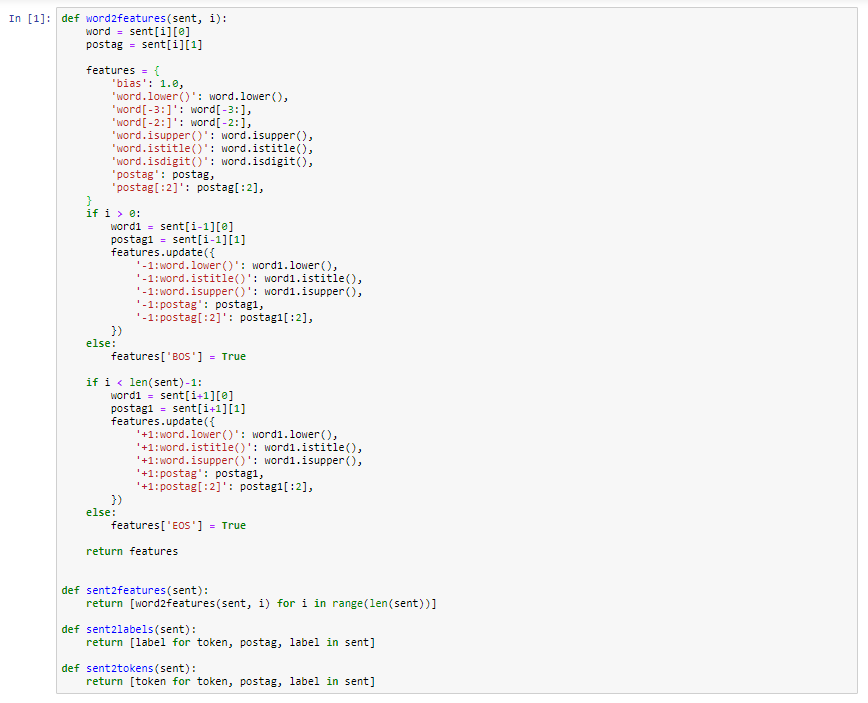 In [1]: def word2features(sent, i):
    word = sent[i][0]
    postag = sent[i][1]

    features = {
        'bias': 1.0,
        'word.lower()': word.lower(),
        'word[-3:]': word[-3:],
        'word[-2:]': word[-2:],
        'word.isupper()': word.isupper(),
        'word.istitle()': word.istitle(),
        'word.isdigit()': word.isdigit(),
        'postag': postag,
        'postag[:2]': postag[:2],
    }
    if i > 0:
        word1 = sent[i-1][0]
        postag1 = sent[i-1][1]
        features.update({
            '-1:word.lower()': word1.lower(),
            '-1:word.istitle()': word1.istitle(),
            '-1:word.isupper()': word1.isupper(),
            '-1:postag': postag1,
            '-1:postag[:2]': postag1[:2],
        })
    else:
        features['BOS'] = True

    if i < len(sent)-1:
        word1 = sent[i+1][0]
        postag1 = sent[i+1][1]
        features.update({
            '+1:word.lower()': word1.lower(),
            '+1:word.istitle()': word1.istitle(),
            '+1:word.isupper()': word1.isupper(),
            '+1:postag': postag1,
            '+1:postag[:2]': postag1[:2],
        })
    else:
        features['EOS'] = True

    return features


def sent2features(sent):
    return [word2features(sent, i) for i in range(len(sent))]

def sent2labels(sent):
    return [label for token, postag, label in sent]

def sent2tokens(sent):
    return [token for token, postag, label in sent]